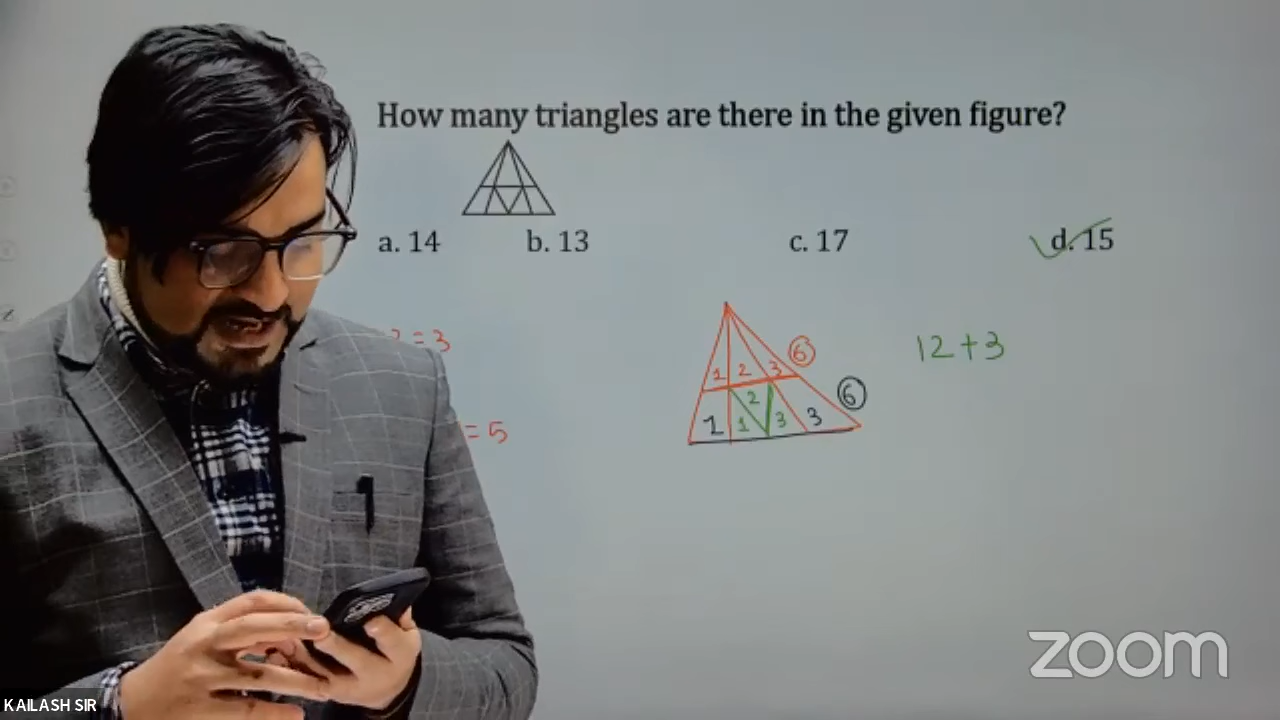 How many triangles are there in the given figure?
a. 14 b. 13 c. 17 d. 15
= 3
= 5
1 2 3 6
1 1 2 3 3 6
12 + 3
zoom
KAILASH SIR